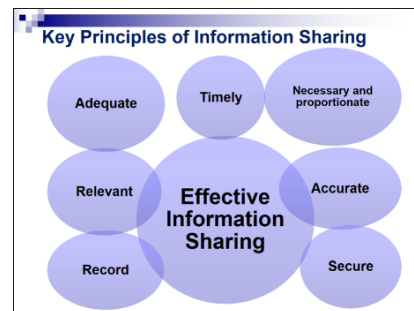 Key Principles of Information Sharing
Adequate
Timely
Necessary and
proportionate
Relevant
Effective
Information
Sharing
Accurate
Record
Secure